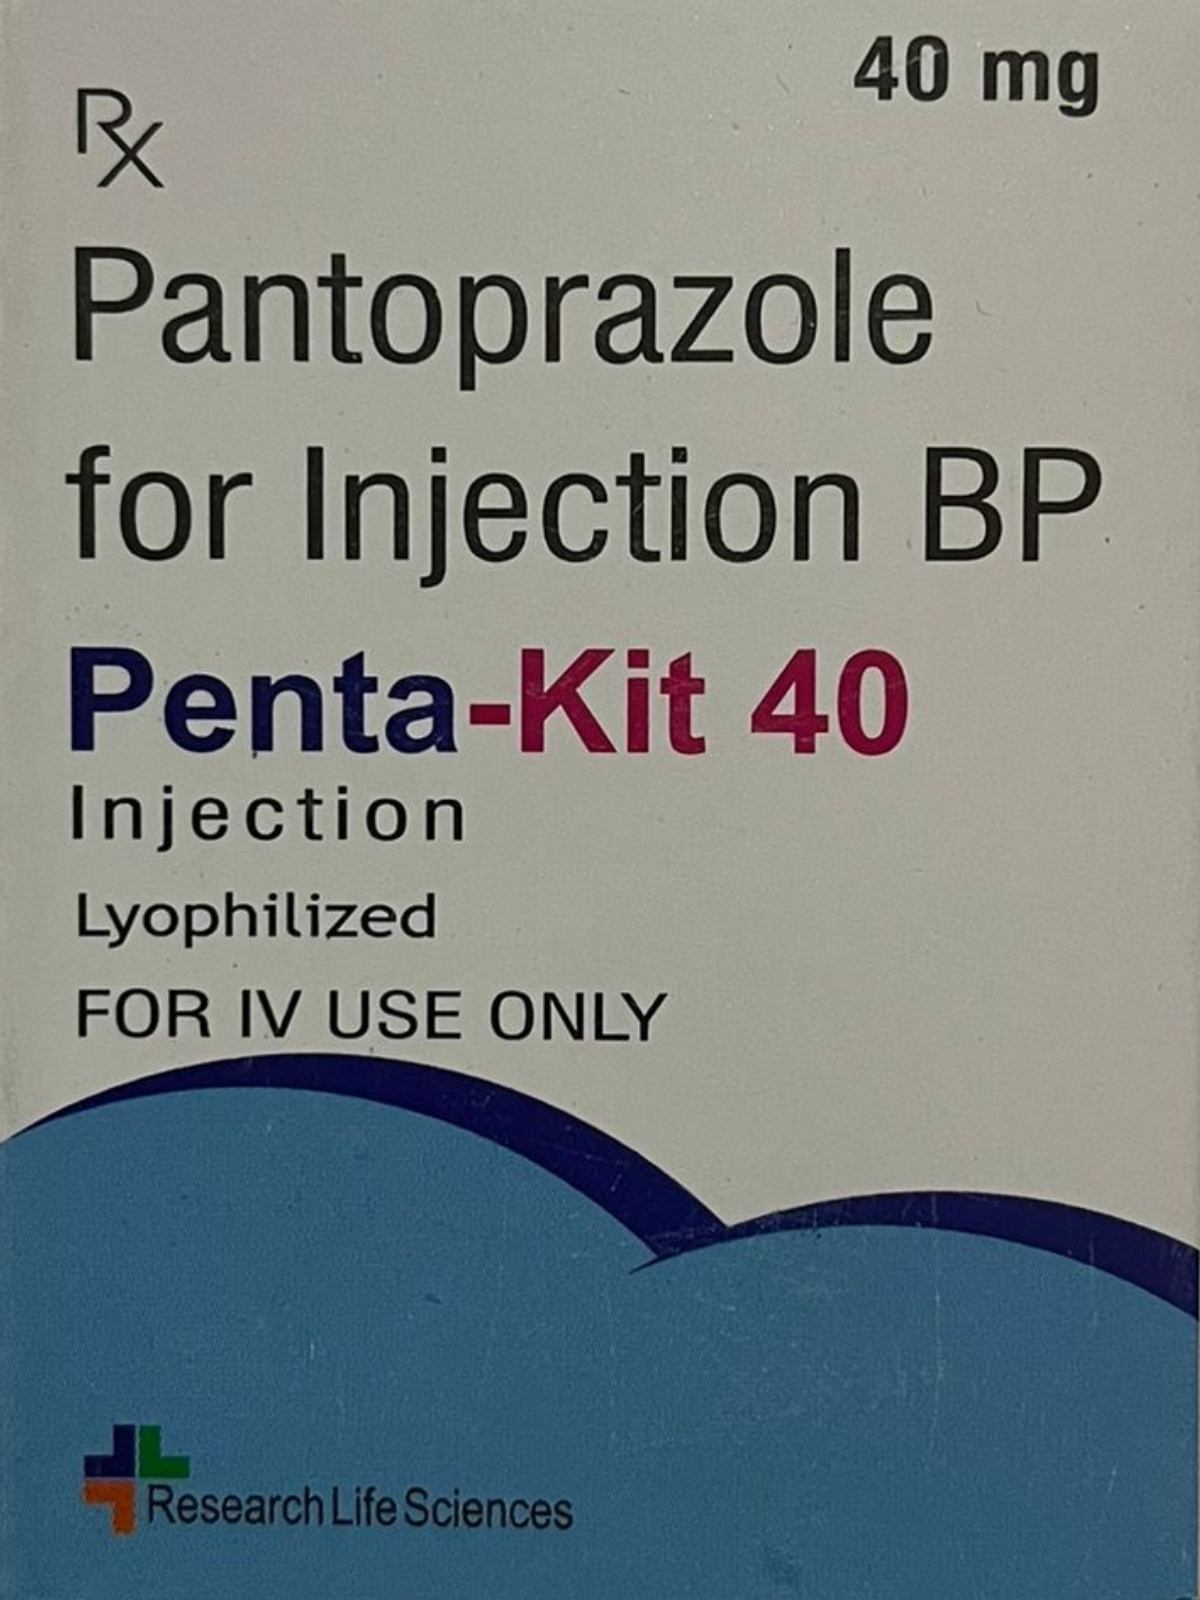 40 mg
Rx
Pantoprazole
for Injection BP
Penta-Kit 40
Injection
Lyophilized
FOR IV USE ONLY
Research Life Sciences